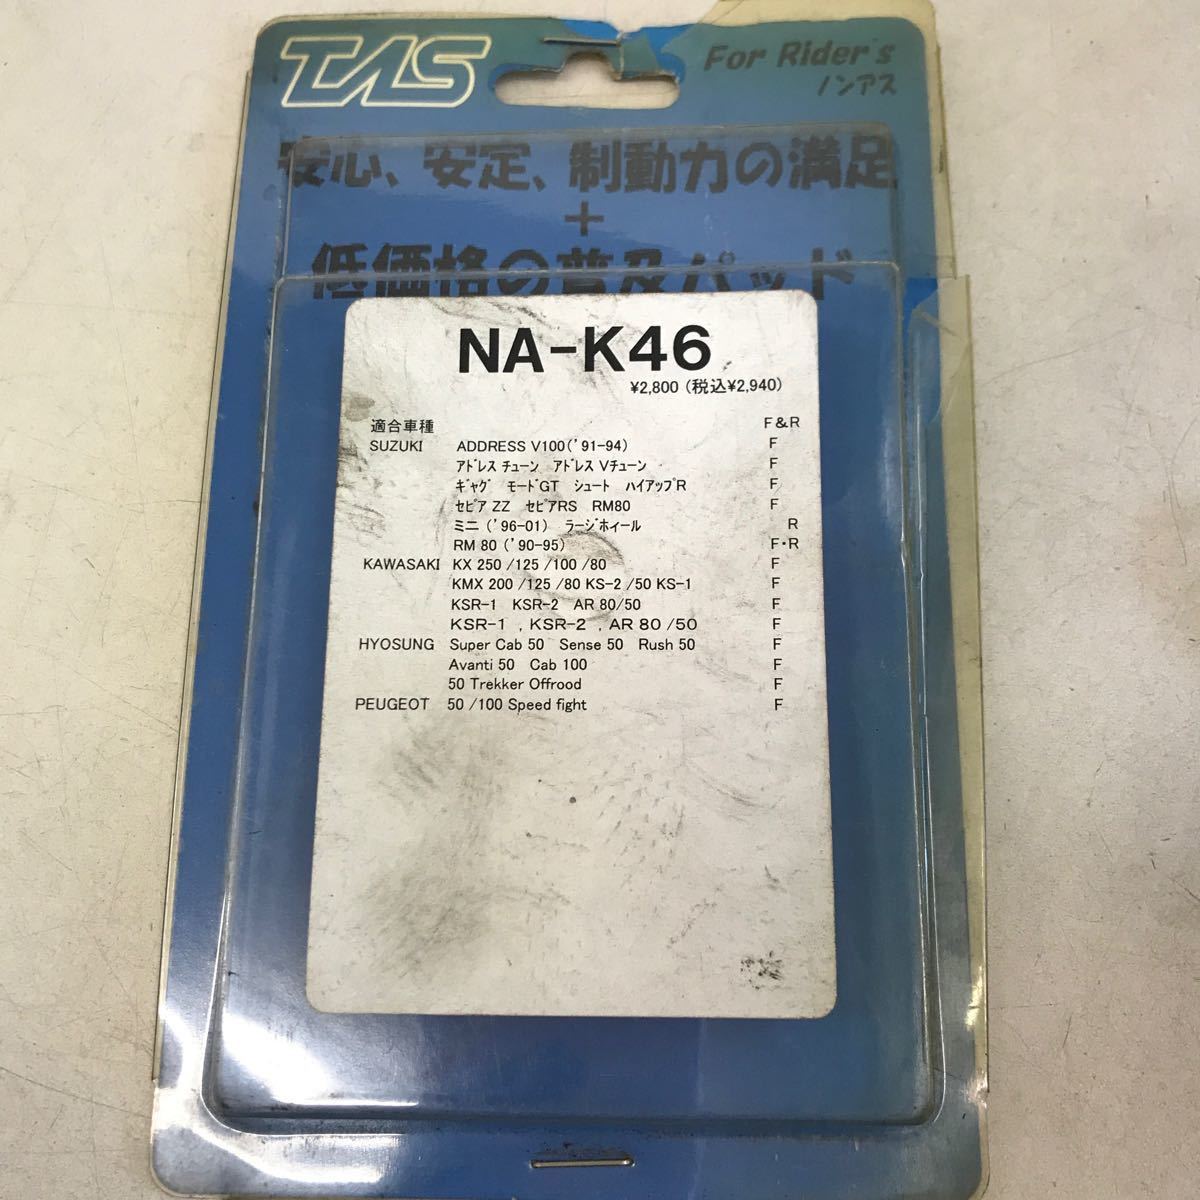 TAS
For Rider's
ノンアス
安心、安定、制動力の満足
+
低価格の普及パッド
NA-K46
¥2,800 (税込¥2,940)
適合車種 F&R
SUZUKI ADDRESS V100('91-94) F
ｱﾄﾞﾚｽ ﾁｭｰﾝ ｱﾄﾞﾚｽ Vﾁｭｰﾝ F
ｷﾞｬｸﾞ ﾓｰﾄﾞGT ｼｭｰﾄ ﾊｲｱｯﾌﾟR F
ｾﾋﾟｱ ZZ ｾﾋﾟｱRS RM80 F
ミニ ('96-01) ﾗｰｼﾞﾎｨｰﾙ R
RM 80 ('90-95) F・R
KAWASAKI KX 250 /125 /100 /80 F
KMX 200 /125 /80 KS-2 /50 KS-1 F
KSR-1 KSR-2 AR 80/50 F
KSR-1 , KSR-2 , AR 80 /50 F
HYOSUNG Super Cab 50 Sense 50 Rush 50 F
Avanti 50 Cab 100 F
50 Trekker Offrood F
PEUGEOT 50 /100 Speed fight F